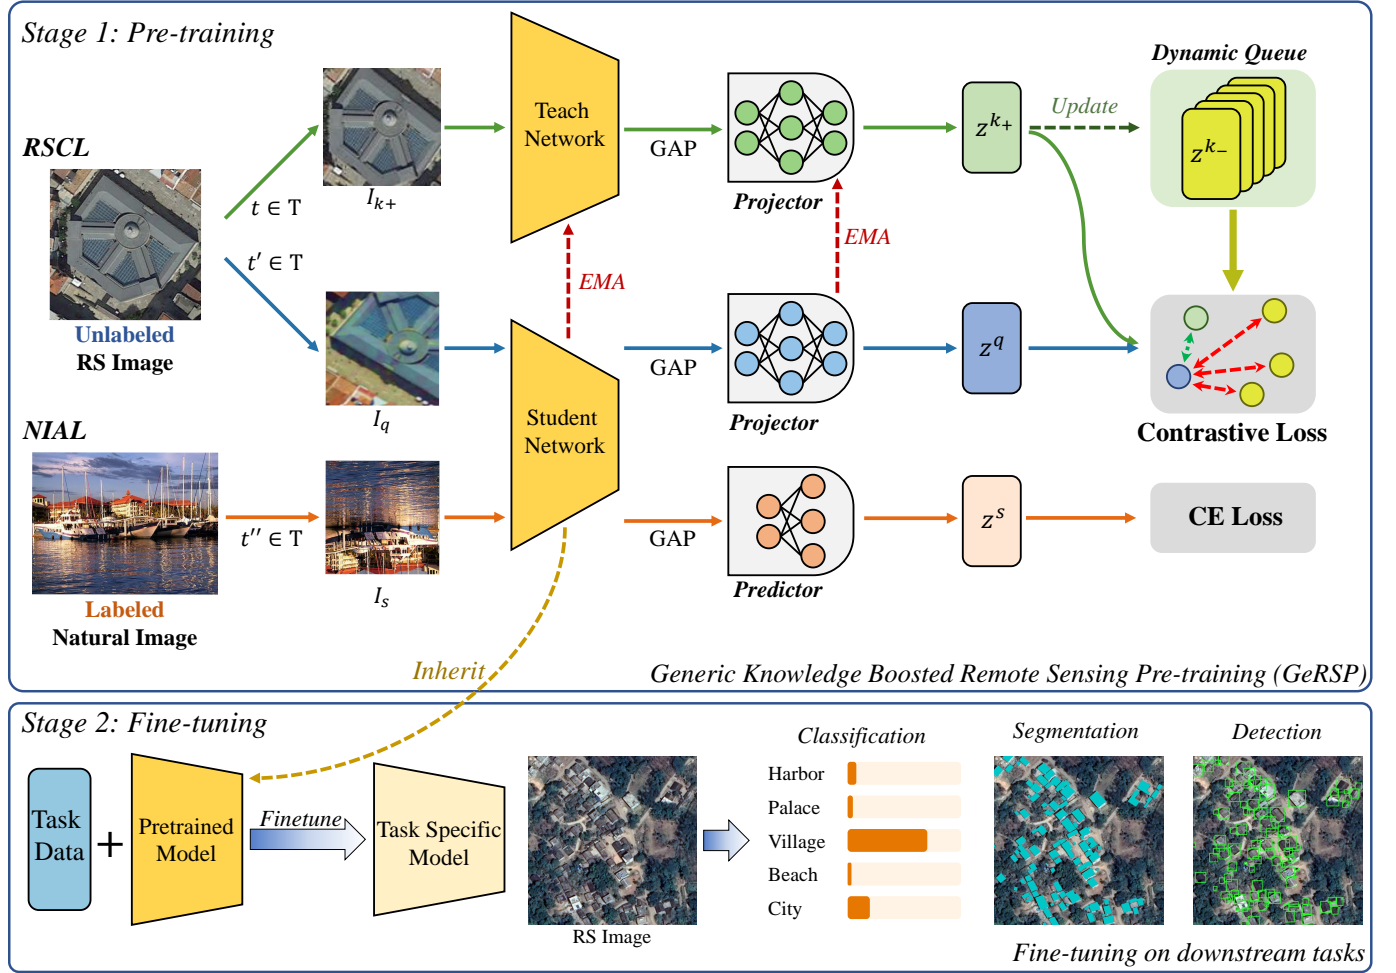 Stage 1: Pre-training
RSCL
Unlabeled
RS Image
t ∈ T
t′ ∈ T
I_{k+}
I_q
NIAL
Labeled
Natural Image
t′′ ∈ T
I_s
Teach
Network
EMA
Student
Network
GAP
GAP
GAP
Projector
EMA
Projector
Predictor
z^{k_+}
z^q
z^s
Update
Dynamic Queue
z^{k_-}
Contrastive Loss
CE Loss
Inherit
Generic Knowledge Boosted Remote Sensing Pre-training (GeRSP)
Stage 2: Fine-tuning
Task
Data
+
Pretrained
Model
Finetune
Task Specific
Model
RS Image
Classification
Harbor
Palace
Village
Beach
City
Segmentation
Detection
Fine-tuning on downstream tasks